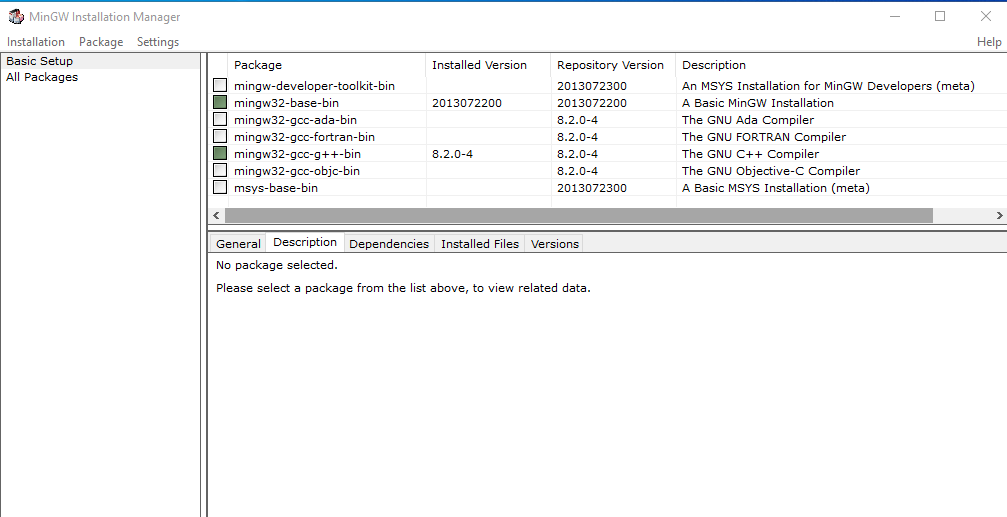 MinGW Installation Manager
Installation Package Settings Help
Basic Setup
All Packages
Package Installed Version Repository Version Description
mingw-developer-toolkit-bin 2013072300 An MSYS Installation for MinGW Developers (meta)
mingw32-base-bin 2013072200 2013072200 A Basic MinGW Installation
mingw32-gcc-ada-bin 8.2.0-4 The GNU Ada Compiler
mingw32-gcc-fortran-bin 8.2.0-4 The GNU FORTRAN Compiler
mingw32-gcc-g++-bin 8.2.0-4 8.2.0-4 The GNU C++ Compiler
mingw32-gcc-objc-bin 8.2.0-4 The GNU Objective-C Compiler
msys-base-bin 2013072300 A Basic MSYS Installation (meta)
General Description Dependencies Installed Files Versions
No package selected.
Please select a package from the list above, to view related data.